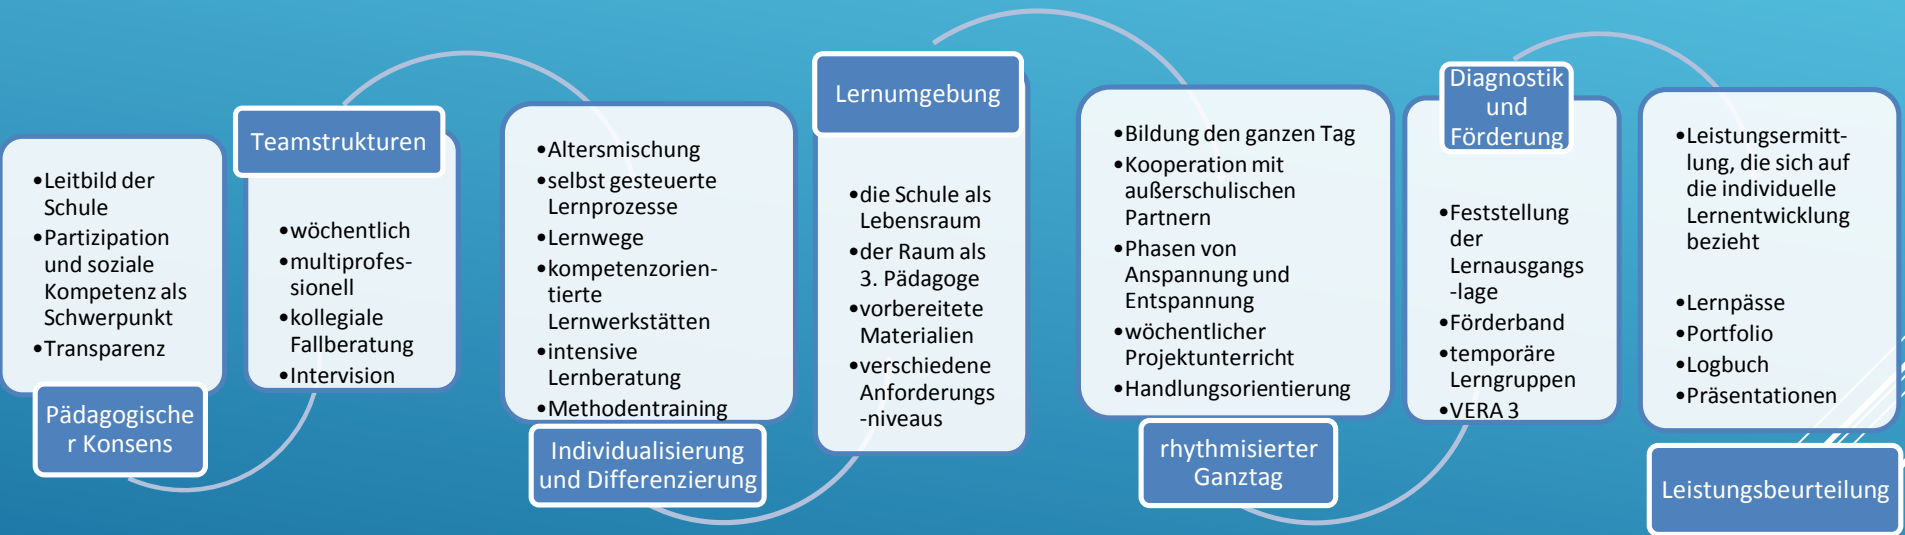 •Leitbild der
Schule
•Partizipation
und soziale
Kompetenz als
Schwerpunkt
•Transparenz
Pädagogische
r Konsens
Teamstrukturen
•wöchentlich
•multiprofes-
sionell
•kollegiale
Fallberatung
•Intervision
•Altersmischung
•selbst gesteuerte
Lernprozesse
•Lernwege
•kompetenzorien-
tierte
Lernwerkstätten
•intensive
Lernberatung
•Methodentraining
Individualisierung
und Differenzierung
Lernumgebung
•die Schule als
Lebensraum
•der Raum als
3. Pädagoge
•vorbereitete
Materialien
•verschiedene
Anforderungs
-niveaus
•Bildung den ganzen Tag
•Kooperation mit
außerschulischen
Partnern
•Phasen von
Anspannung und
Entspannung
•wöchentlicher
Projektunterricht
•Handlungsorientierung
rhythmisierter
Ganztag
Diagnostik
und
Förderung
•Feststellung
der
Lernausgangs
-lage
•Förderband
•temporäre
Lerngruppen
•VERA 3
•Leistungsermitt-
lung, die sich auf
die individuelle
Lernentwicklung
bezieht
•Lernpässe
•Portfolio
•Logbuch
•Präsentationen
Leistungsbeurteilung